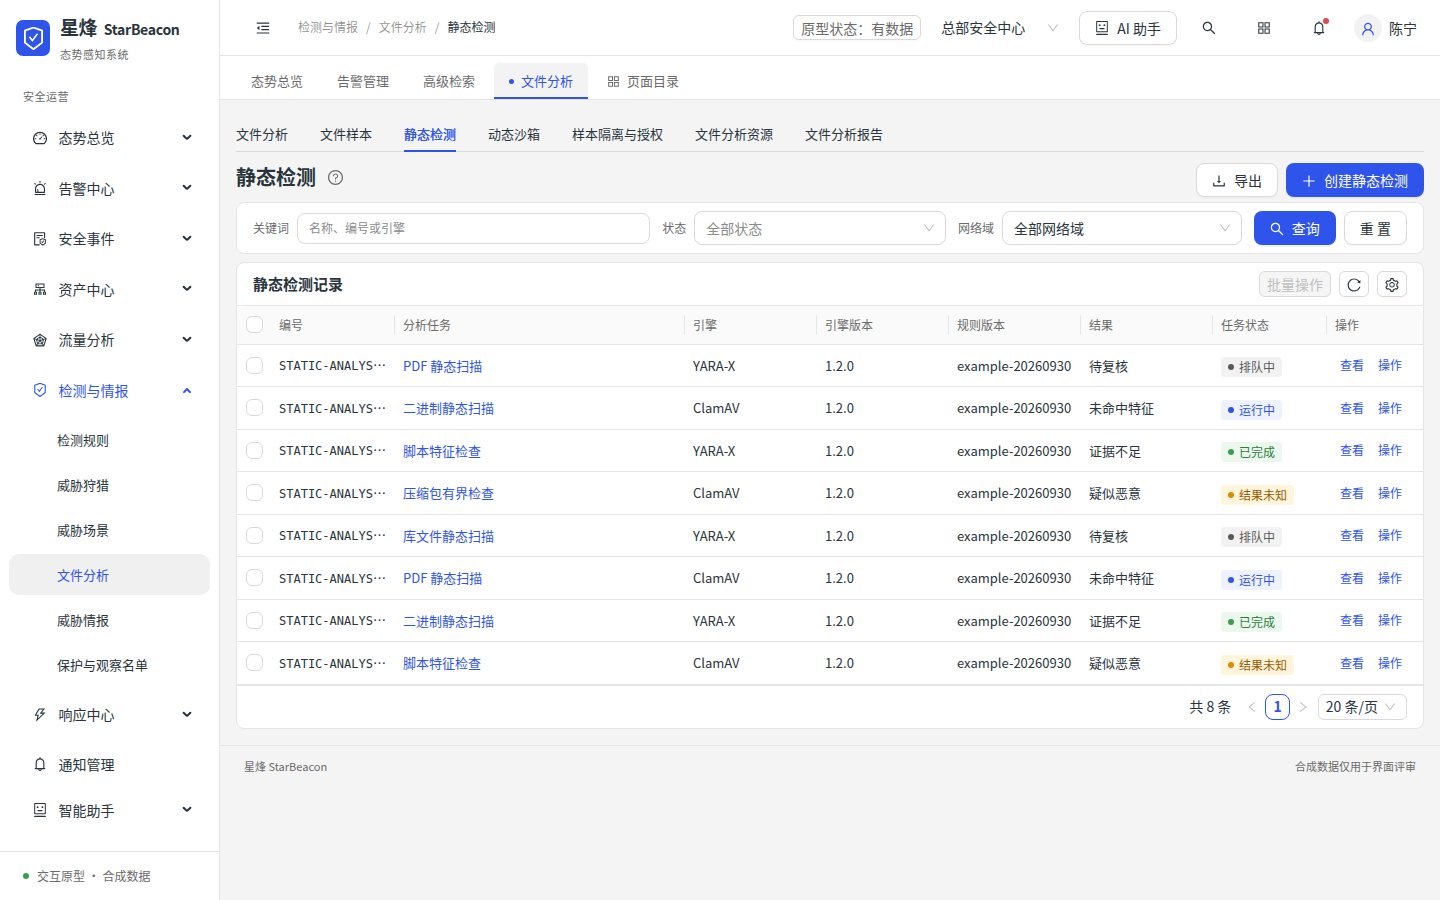 星烽 StarBeacon
态势感知系统
安全运营
态势总览
告警中心
安全事件
资产中心
流量分析
检测与情报
检测规则
威胁狩猎
威胁场景
文件分析
威胁情报
保护与观察名单
响应中心
通知管理
智能助手
交互原型 · 合成数据
检测与情报 / 文件分析 / 静态检测
原型状态：有数据
总部安全中心
AI 助手
陈宁
态势总览 告警管理 高级检索 文件分析 页面目录
文件分析 文件样本 静态检测 动态沙箱 样本隔离与授权 文件分析资源 文件分析报告
静态检测
导出
创建静态检测
关键词 名称、编号或引擎 状态 全部状态 网络域 全部网络域 查询 重 置
静态检测记录
批量操作
编号 分析任务 引擎 引擎版本 规则版本 结果 任务状态 操作
STATIC-ANALYS… PDF 静态扫描 YARA-X 1.2.0 example-20260930 待复核 排队中 查看 操作
STATIC-ANALYS… 二进制静态扫描 ClamAV 1.2.0 example-20260930 未命中特征 运行中 查看 操作
STATIC-ANALYS… 脚本特征检查 YARA-X 1.2.0 example-20260930 证据不足 已完成 查看 操作
STATIC-ANALYS… 压缩包有界检查 ClamAV 1.2.0 example-20260930 疑似恶意 结果未知 查看 操作
STATIC-ANALYS… 库文件静态扫描 YARA-X 1.2.0 example-20260930 待复核 排队中 查看 操作
STATIC-ANALYS… PDF 静态扫描 ClamAV 1.2.0 example-20260930 未命中特征 运行中 查看 操作
STATIC-ANALYS… 二进制静态扫描 YARA-X 1.2.0 example-20260930 证据不足 已完成 查看 操作
STATIC-ANALYS… 脚本特征检查 ClamAV 1.2.0 example-20260930 疑似恶意 结果未知 查看 操作
共 8 条 1 20 条/页
星烽 StarBeacon
合成数据仅用于界面评审